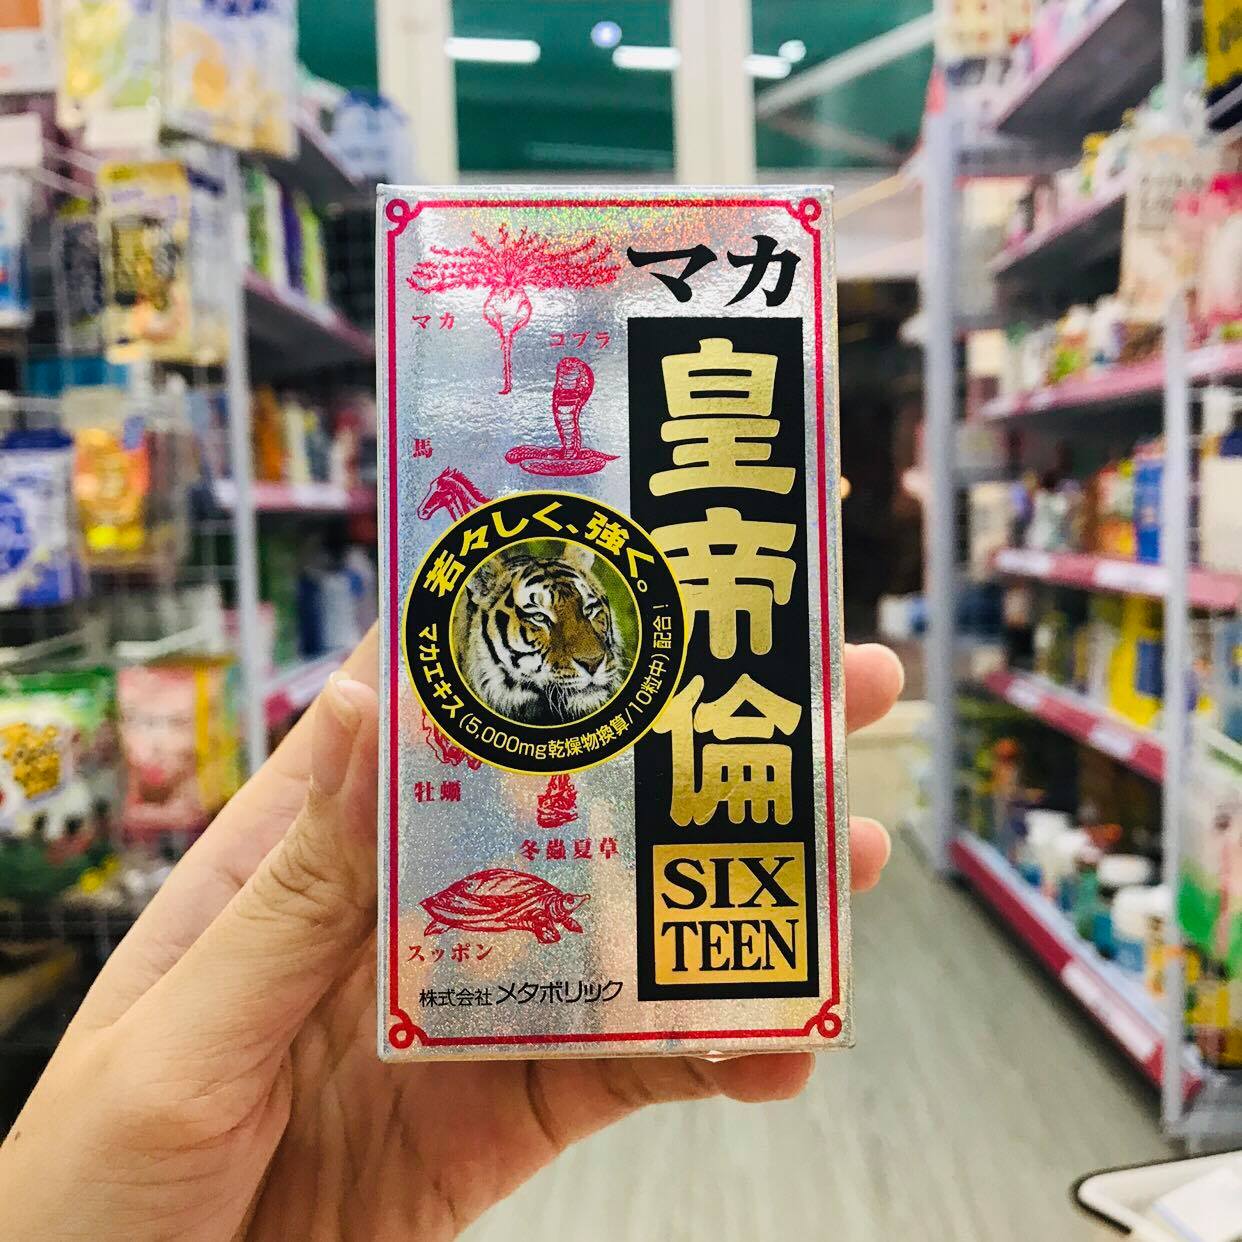 マカ
皇帝倫
SIX
TEEN
マカ
コブラ
馬
若々しく、強く。
マカエキス(5,000mg乾燥物換算/10粒中)配合!
牡蠣
冬蟲夏草
スッポン
株式会社メタボリック